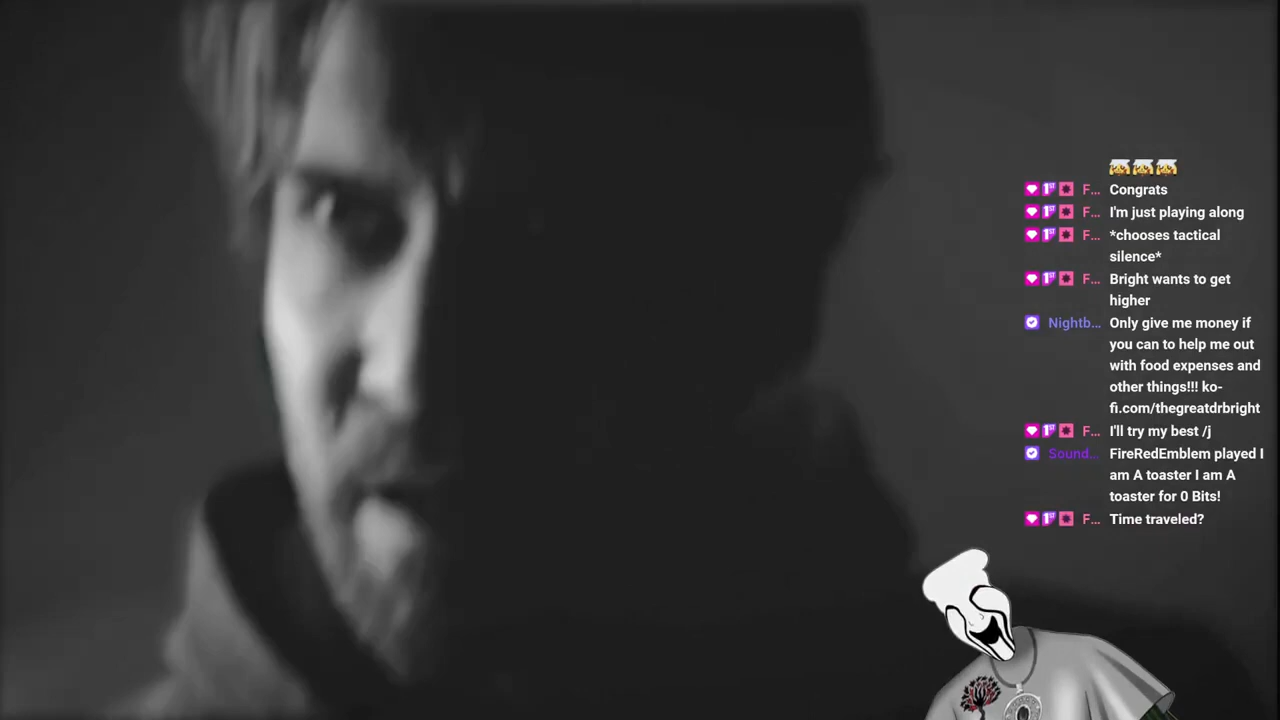 F... Congrats
F... I'm just playing along
F... *chooses tactical
silence*
F... Bright wants to get
higher
Nightb... Only give me money if
you can to help me out
with food expenses and
other things!!! ko-
fi.com/thegreatdrbright
F... I'll try my best /j
Sound... FireRedEmblem played I
am A toaster I am A
toaster for 0 Bits!
F... Time traveled?